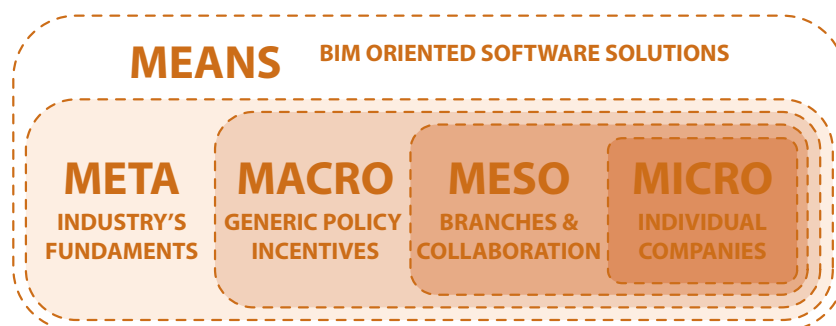 MEANS BIM ORIENTED SOFTWARE SOLUTIONS
META
INDUSTRY'S
FUNDAMENTS
MACRO
GENERIC POLICY
INCENTIVES
MESO
BRANCHES &
COLLABORATION
MICRO
INDIVIDUAL
COMPANIES